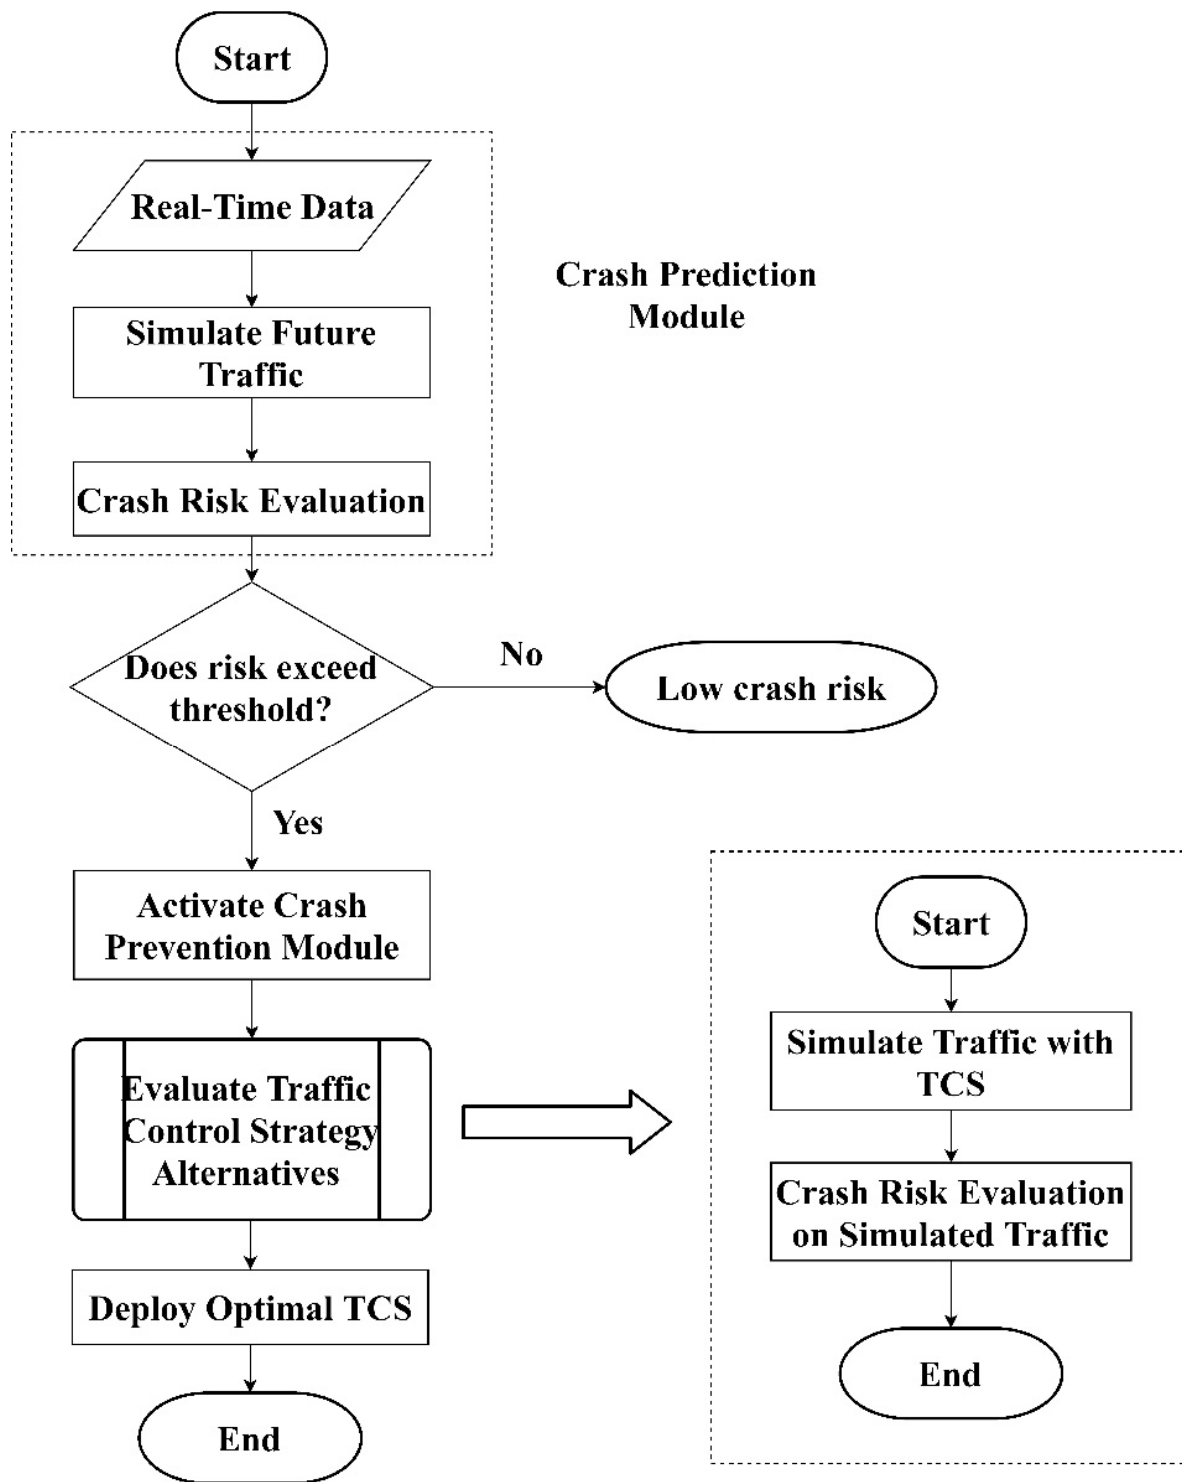 Start
Real-Time Data
Crash Prediction
Module
Simulate Future
Traffic
Crash Risk Evaluation
Does risk exceed
threshold?
No
Low crash risk
Yes
Activate Crash
Prevention Module
Evaluate Traffic
Control Strategy
Alternatives
Deploy Optimal TCS
End
Start
Simulate Traffic with
TCS
Crash Risk Evaluation
on Simulated Traffic
End